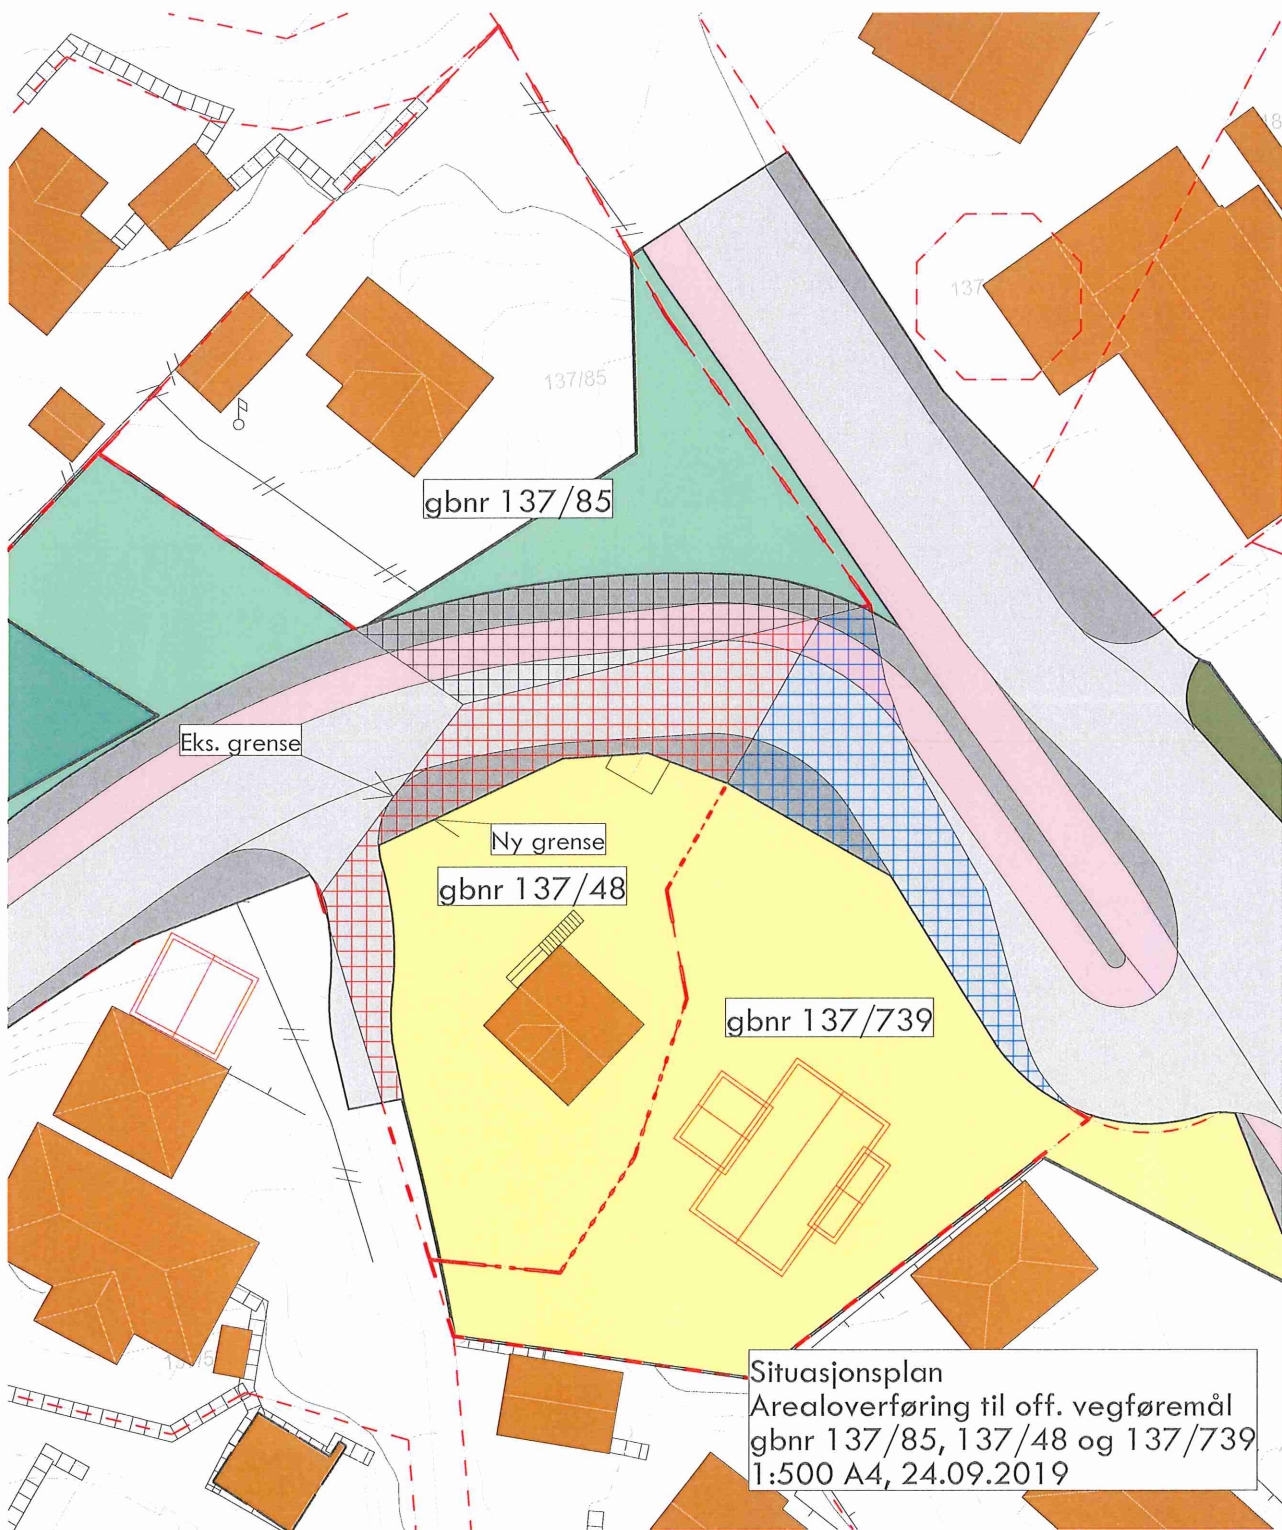 137/85
137
gbnr 137/85
Eks. grense
Ny grense
gbnr 137/48
gbnr 137/739
Situasjonsplan
Arealoverføring til off. vegføremål
gbnr 137/85, 137/48 og 137/739
1:500 A4, 24.09.2019